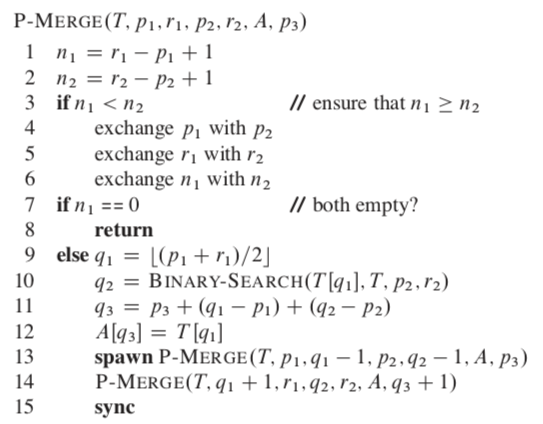 P-MERGE(T, p₁, r₁, p₂, r₂, A, p₃)
1 n₁ = r₁ − p₁ + 1
2 n₂ = r₂ − p₂ + 1
3 if n₁ < n₂ // ensure that n₁ ≥ n₂
4 exchange p₁ with p₂
5 exchange r₁ with r₂
6 exchange n₁ with n₂
7 if n₁ == 0 // both empty?
8 return
9 else q₁ = ⌊(p₁ + r₁)/2⌋
10 q₂ = BINARY-SEARCH(T[q₁], T, p₂, r₂)
11 q₃ = p₃ + (q₁ − p₁) + (q₂ − p₂)
12 A[q₃] = T[q₁]
13 spawn P-MERGE(T, p₁, q₁ − 1, p₂, q₂ − 1, A, p₃)
14 P-MERGE(T, q₁ + 1, r₁, q₂, r₂, A, q₃ + 1)
15 sync